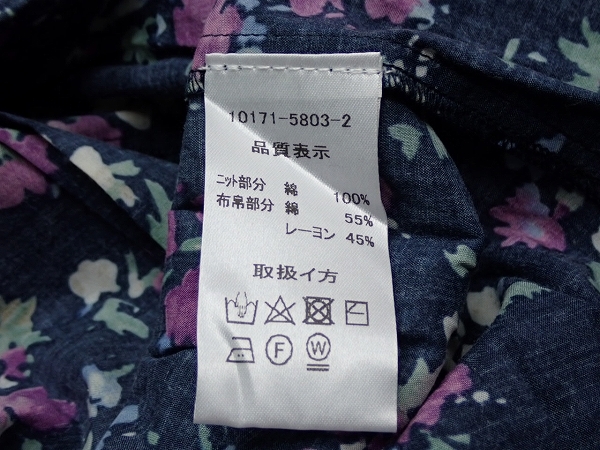 10171-5803-2
品質表示
ニット部分 綿 100%
布帛部分 綿 55%
レーヨン 45%
取扱イ方
F W